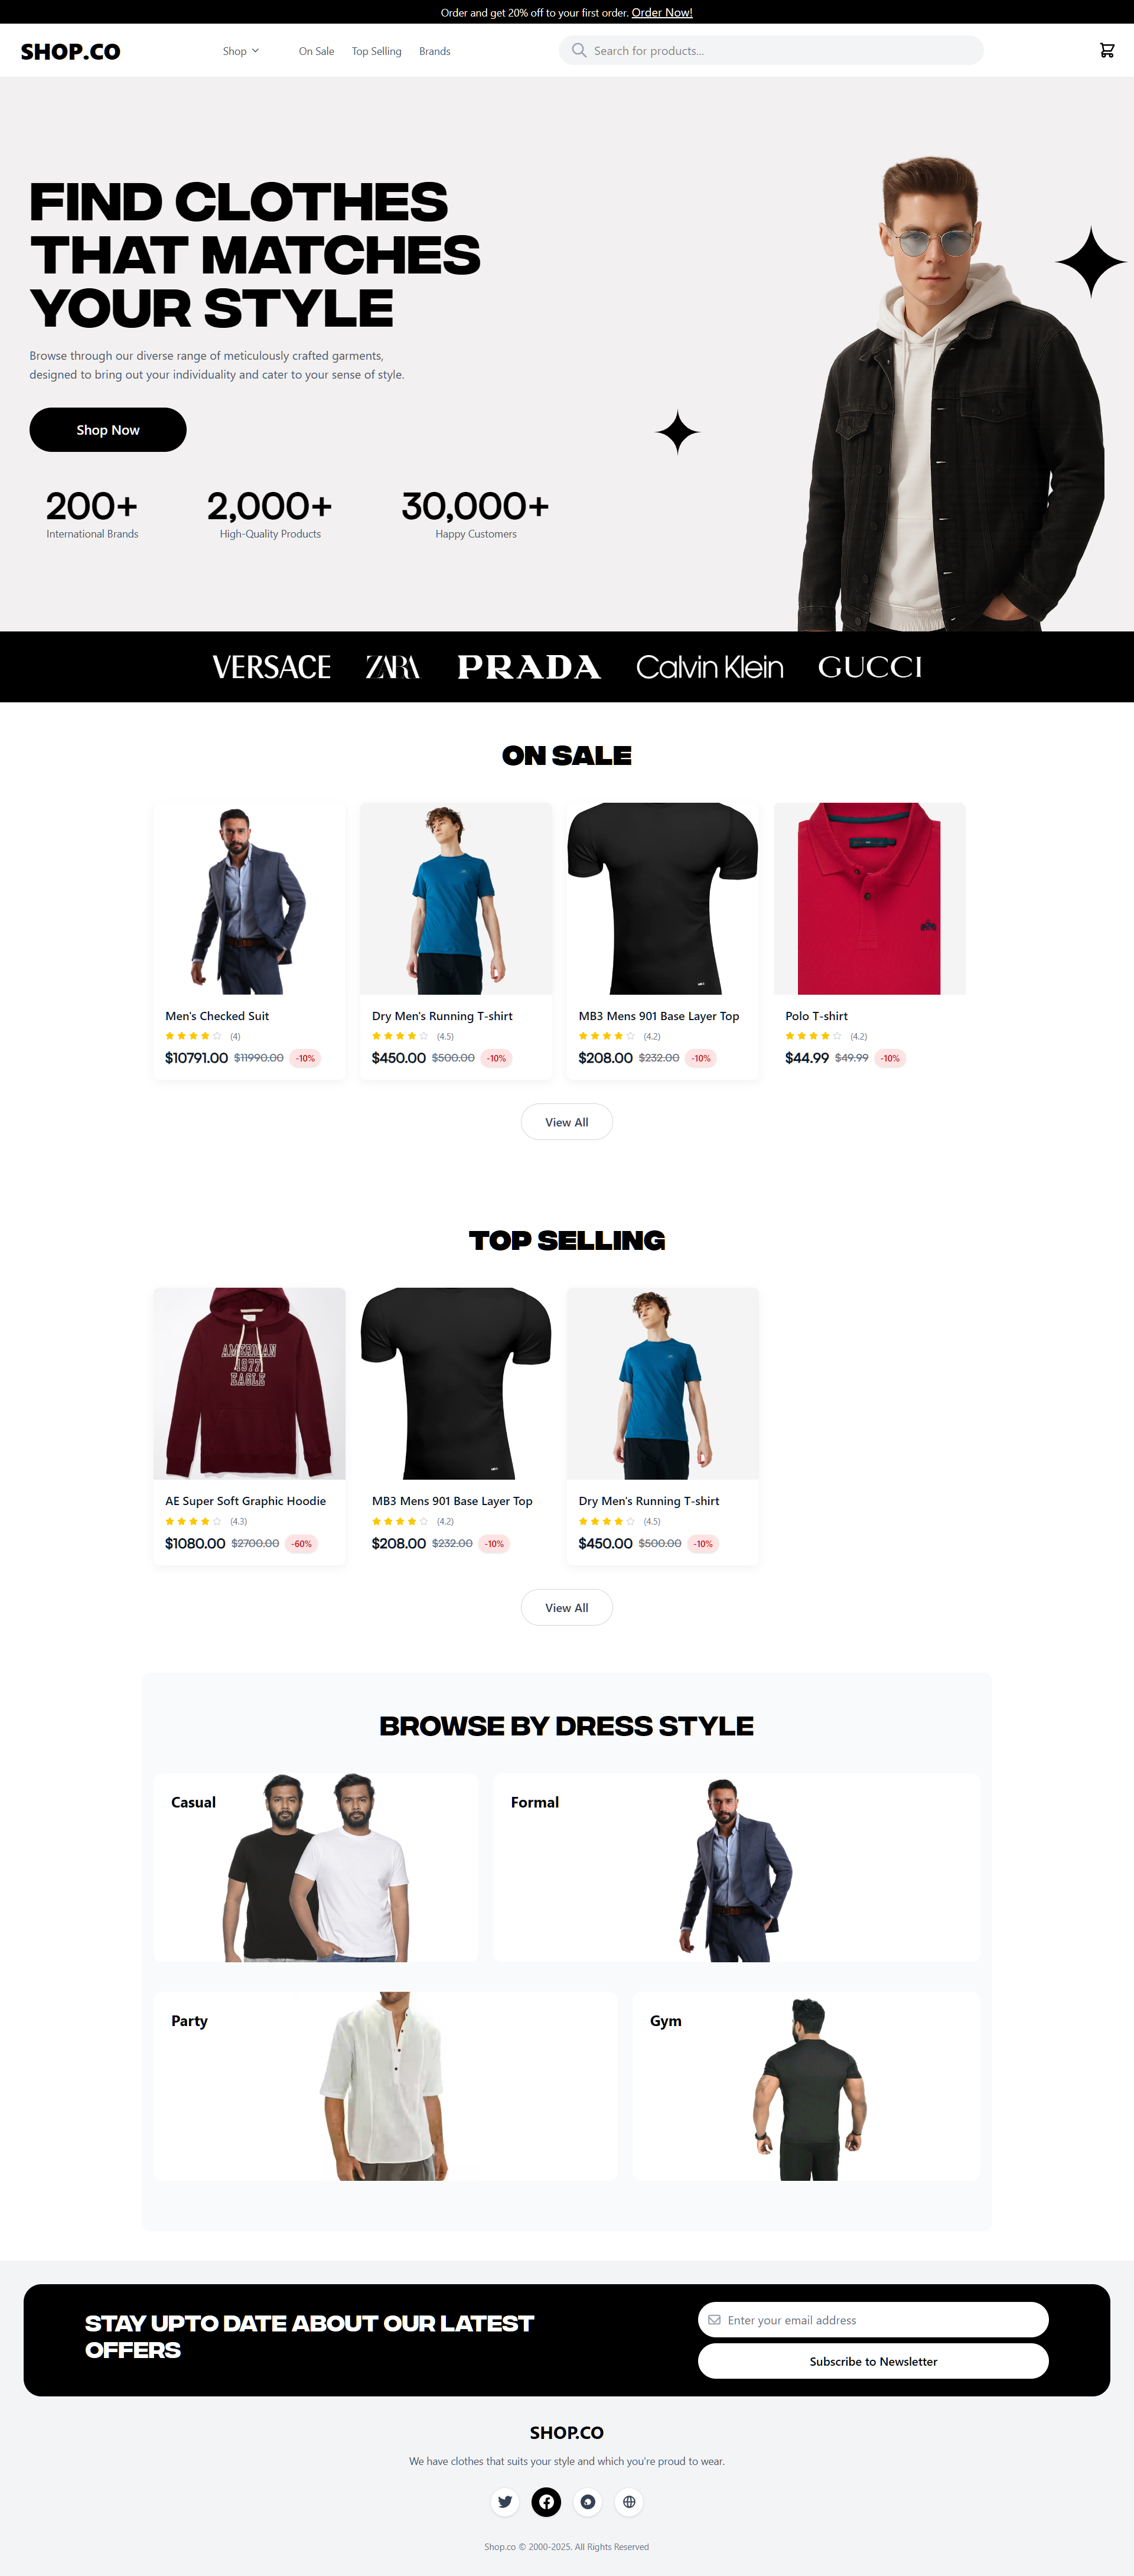 Order and get 20% off to your first order. Order Now!
SHOP.CO
Shop
On Sale
Top Selling
Brands
Search for products...
FIND CLOTHES
THAT MATCHES
YOUR STYLE
Browse through our diverse range of meticulously crafted garments,
designed to bring out your individuality and cater to your sense of style.
Shop Now
200+
International Brands
2,000+
High-Quality Products
30,000+
Happy Customers
VERSACE
ZARA
PRADA
Calvin Klein
GUCCI
ON SALE
Men's Checked Suit
(4)
$10791.00 $11990.00 -10%
Dry Men's Running T-shirt
(4.5)
$450.00 $500.00 -10%
MB3 Mens 901 Base Layer Top
(4.2)
$208.00 $232.00 -10%
Polo T-shirt
(4.2)
$44.99 $49.99 -10%
View All
TOP SELLING
AMERICAN
1977
EAGLE
AE Super Soft Graphic Hoodie
(4.3)
$1080.00 $2700.00 -60%
MB3 Mens 901 Base Layer Top
(4.2)
$208.00 $232.00 -10%
Dry Men's Running T-shirt
(4.5)
$450.00 $500.00 -10%
View All
BROWSE BY DRESS STYLE
Casual
Formal
Party
Gym
STAY UPTO DATE ABOUT OUR LATEST
OFFERS
Enter your email address
Subscribe to Newsletter
SHOP.CO
We have clothes that suits your style and which you're proud to wear.
Shop.co © 2000-2025. All Rights Reserved